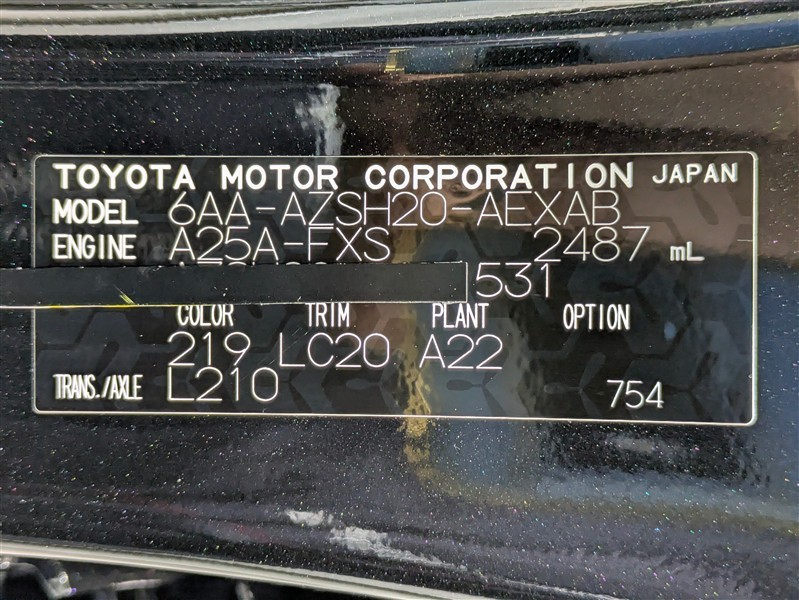 TOYOTA MOTOR CORPORATION JAPAN
MODEL 6AA-AZSH20-AEXAB
ENGINE A25A-FXS 2487 mL
531
COLOR TRIM PLANT OPTION
219 LC20 A22
TRANS./AXLE L210 754